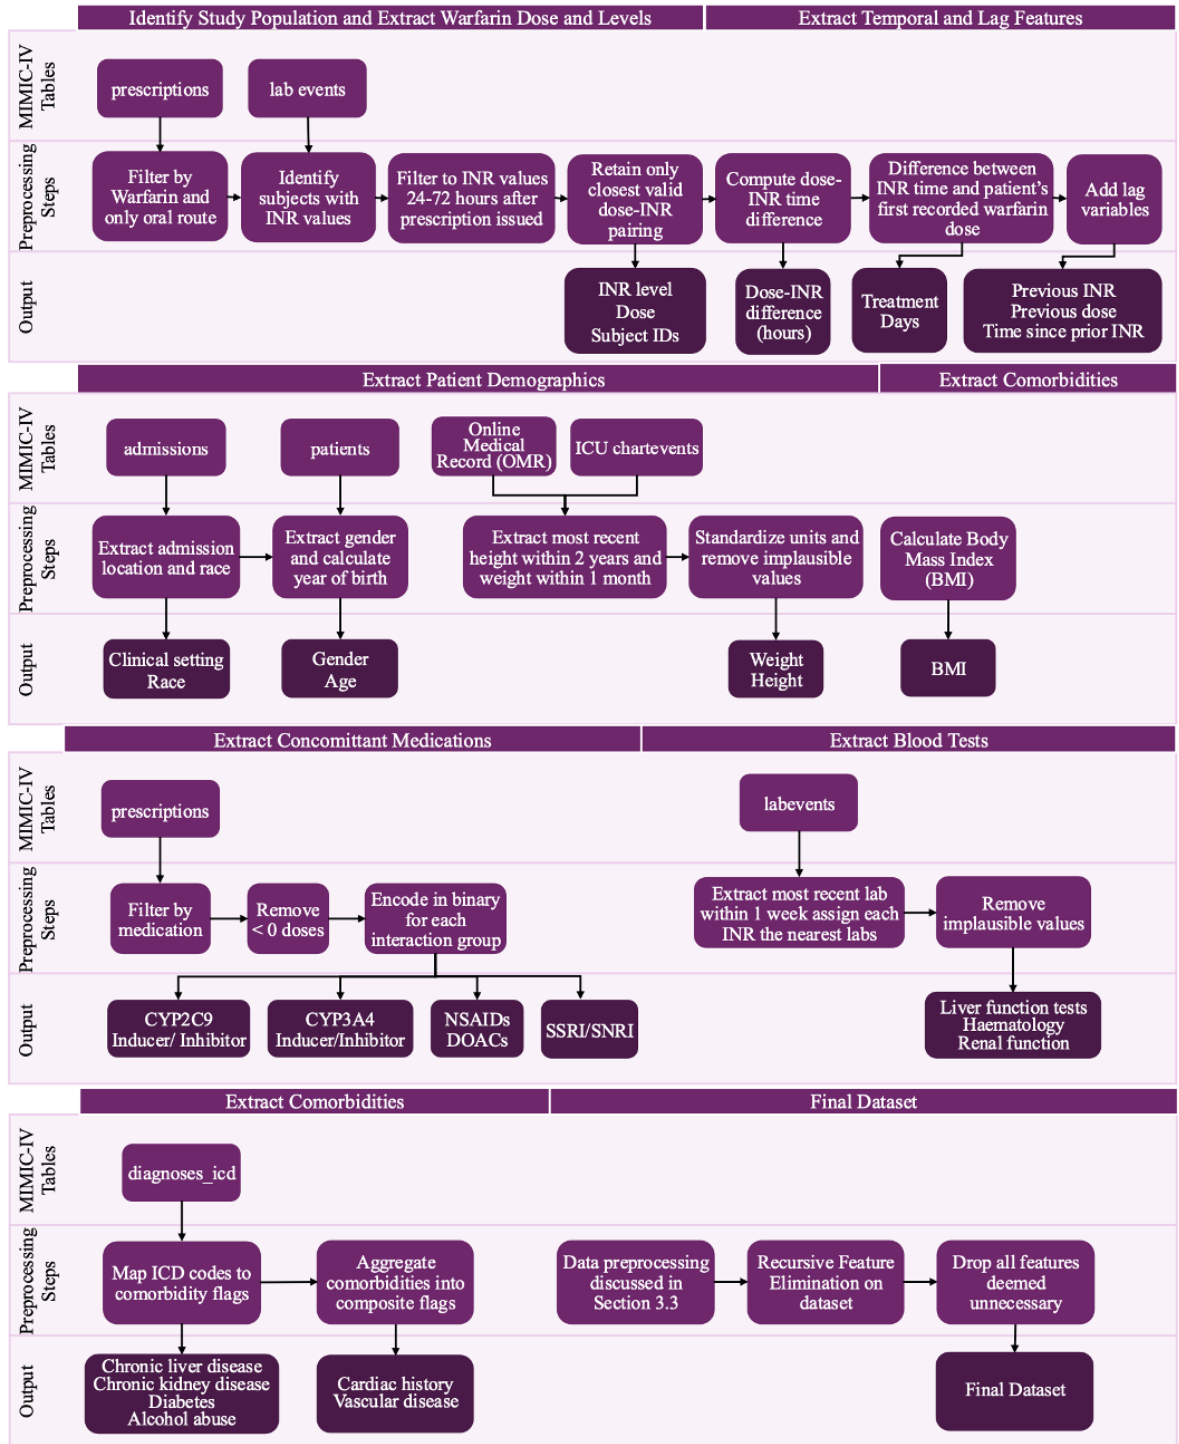 Identify Study Population and Extract Warfarin Dose and Levels
Extract Temporal and Lag Features
MIMIC-IV
Tables
prescriptions
lab events
Preprocessing
Steps
Filter by
Warfarin and
only oral route
Identify
subjects with
INR values
Filter to INR values
24-72 hours after
prescription issued
Retain only
closest valid
dose-INR
pairing
Compute dose-
INR time
difference
Difference between
INR time and patient's
first recorded warfarin
dose
Add lag
variables
Output
INR level
Dose
Subject IDs
Dose-INR
difference
(hours)
Treatment
Days
Previous INR
Previous dose
Time since prior INR
Extract Patient Demographics
Extract Comorbidities
MIMIC-IV
Tables
admissions
patients
Online
Medical
Record (OMR)
ICU chartevents
Preprocessing
Steps
Extract admission
location and race
Extract gender
and calculate
year of birth
Extract most recent
height within 2 years and
weight within 1 month
Standardize units and
remove implausible
values
Calculate Body
Mass Index
(BMI)
Output
Clinical setting
Race
Gender
Age
Weight
Height
BMI
Extract Concomittant Medications
Extract Blood Tests
MIMIC-IV
Tables
prescriptions
labevents
Preprocessing
Steps
Filter by
medication
Remove
< 0 doses
Encode in binary
for each
interaction group
Extract most recent lab
within 1 week assign each
INR the nearest labs
Remove
implausible values
Output
CYP2C9
Inducer/ Inhibitor
CYP3A4
Inducer/Inhibitor
NSAIDs
DOACs
SSRI/SNRI
Liver function tests
Haematology
Renal function
Extract Comorbidities
Final Dataset
MIMIC-IV
Tables
diagnoses_icd
Preprocessing
Steps
Map ICD codes to
comorbidity flags
Aggregate
comorbidities into
composite flags
Data preprocessing
discussed in
Section 3.3
Recursive Feature
Elimination on
dataset
Drop all features
deemed
unnecessary
Output
Chronic liver disease
Chronic kidney disease
Diabetes
Alcohol abuse
Cardiac history
Vascular disease
Final Dataset